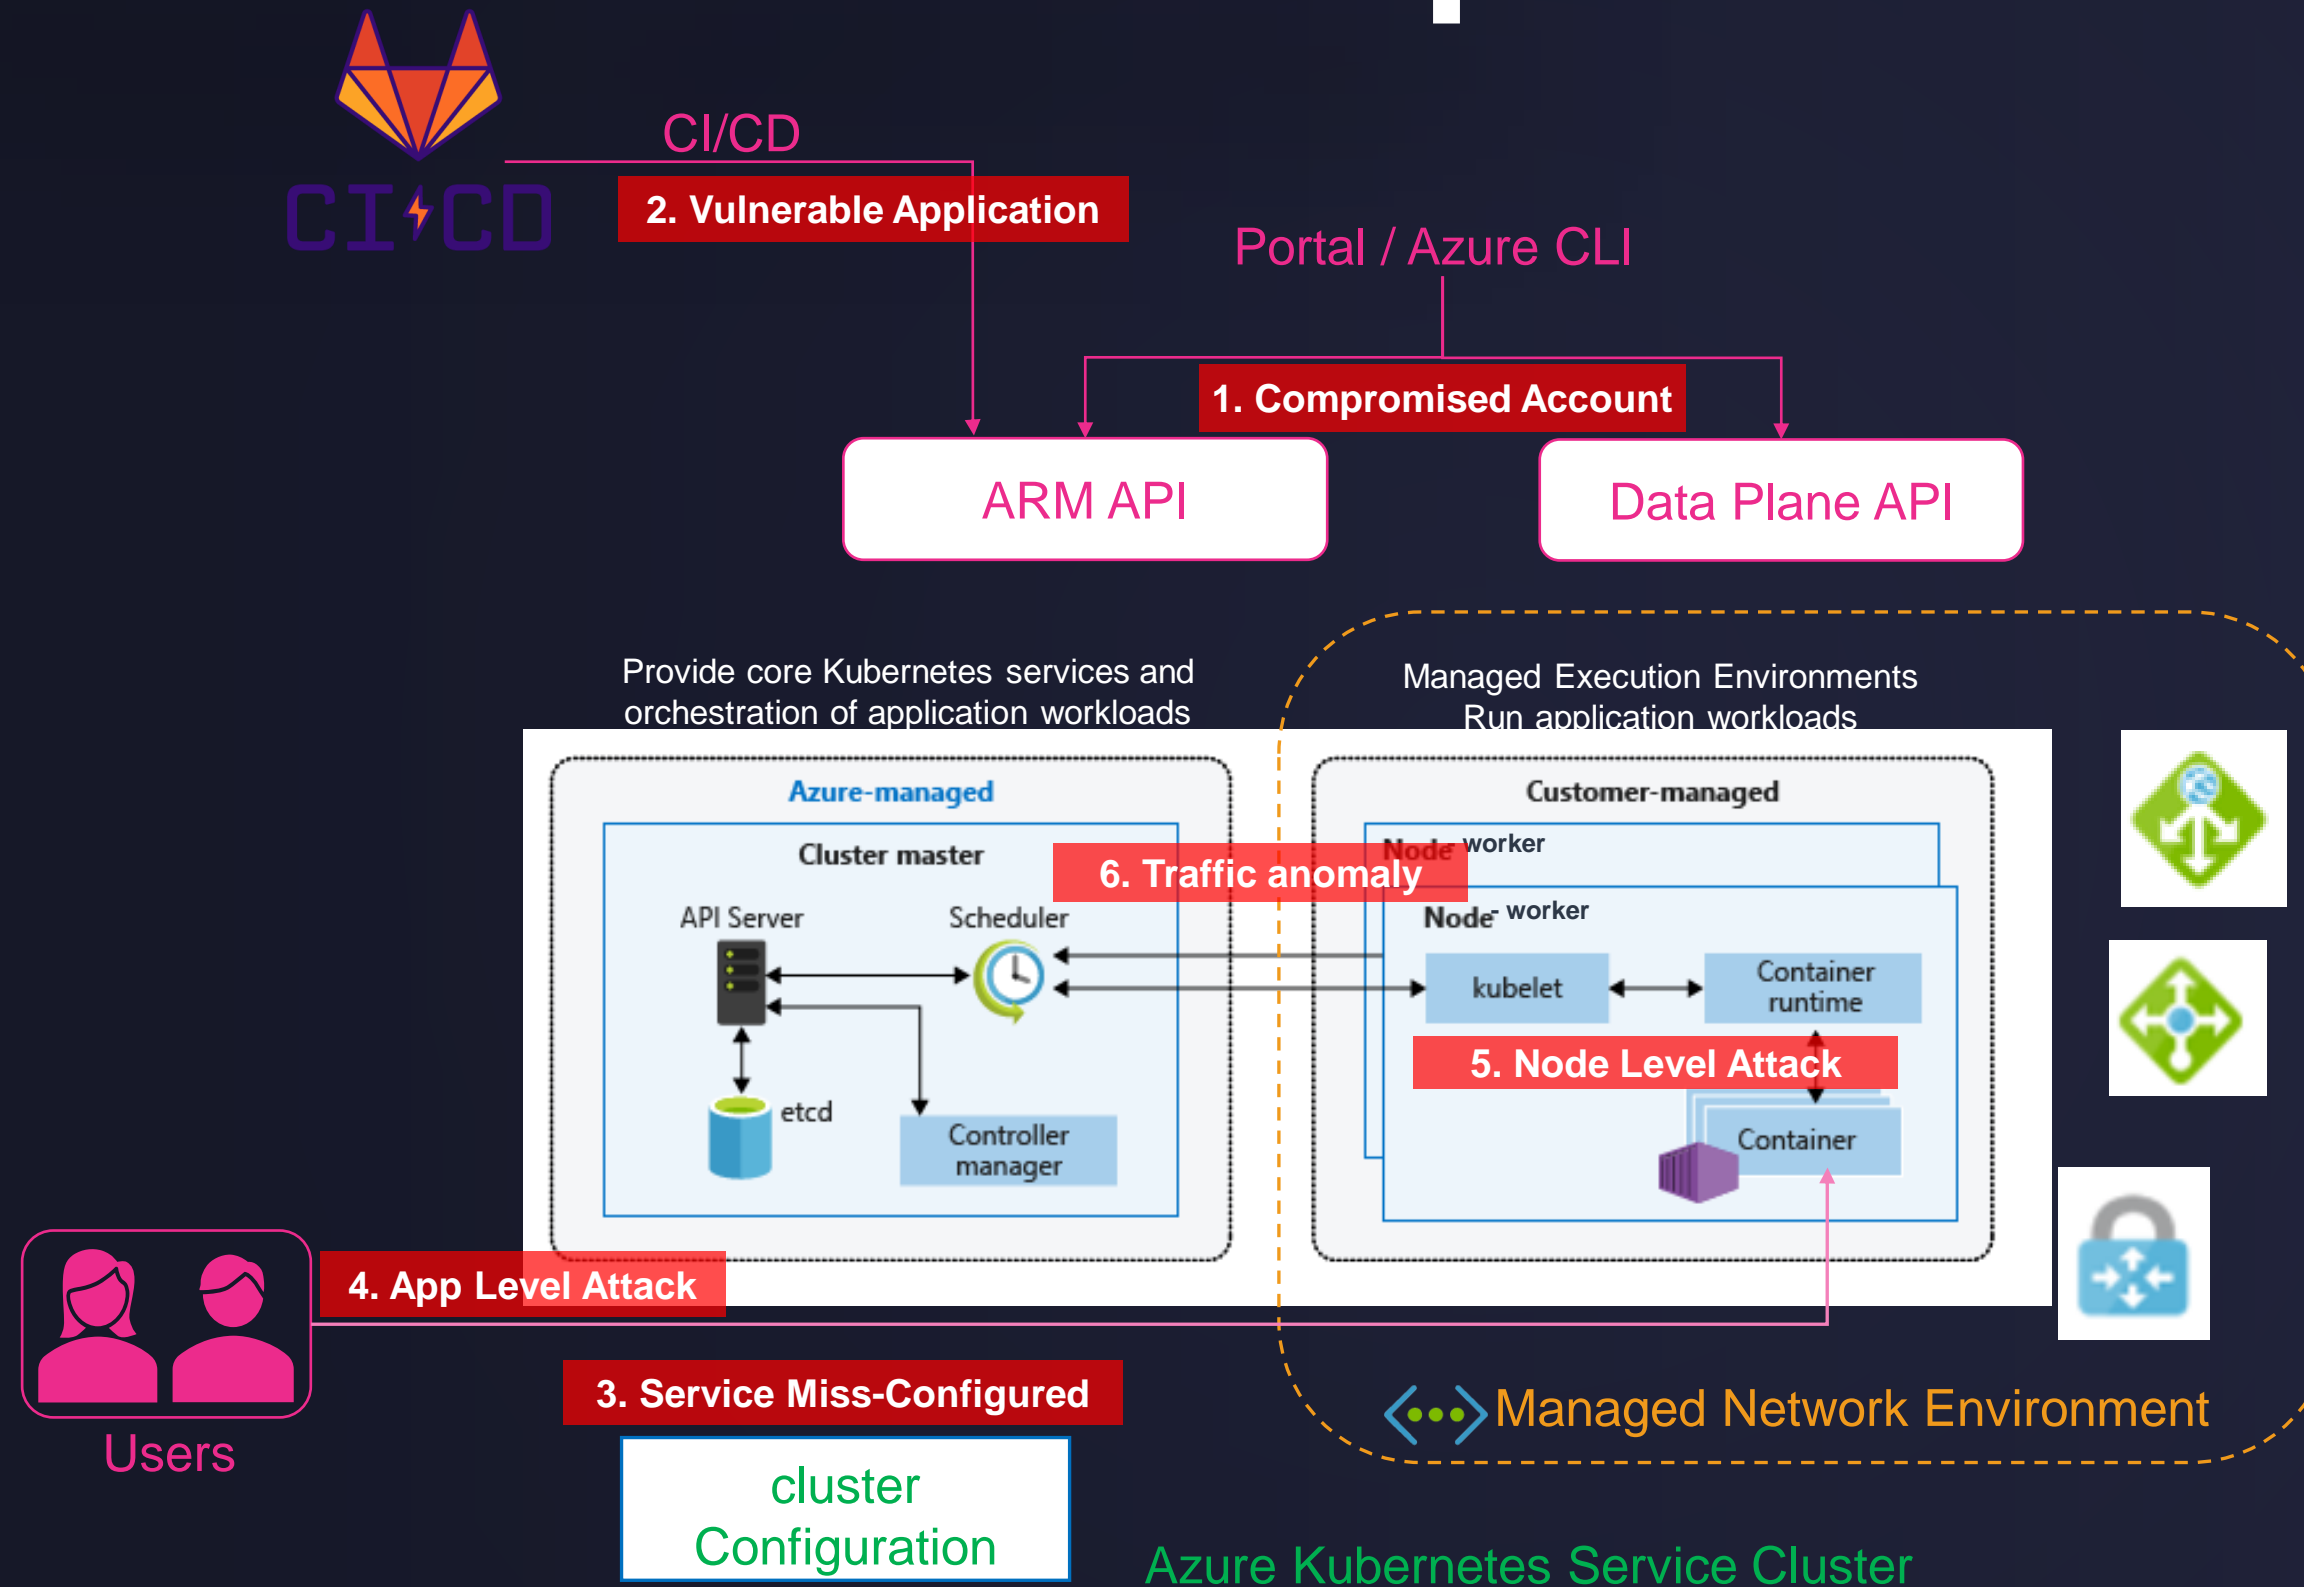 CI/CD
CI CD
2. Vulnerable Application
Portal / Azure CLI
1. Compromised Account
ARM API
Data Plane API
Provide core Kubernetes services and
orchestration of application workloads
Managed Execution Environments
Run application workloads
Azure-managed
Customer-managed
Cluster master
Node - worker
6. Traffic anomaly
API Server
Scheduler
Node - worker
kubelet
Container
runtime
5. Node Level Attack
etcd
Controller
manager
Container
4. App Level Attack
3. Service Miss-Configured
Managed Network Environment
Users
cluster
Configuration
Azure Kubernetes Service Cluster